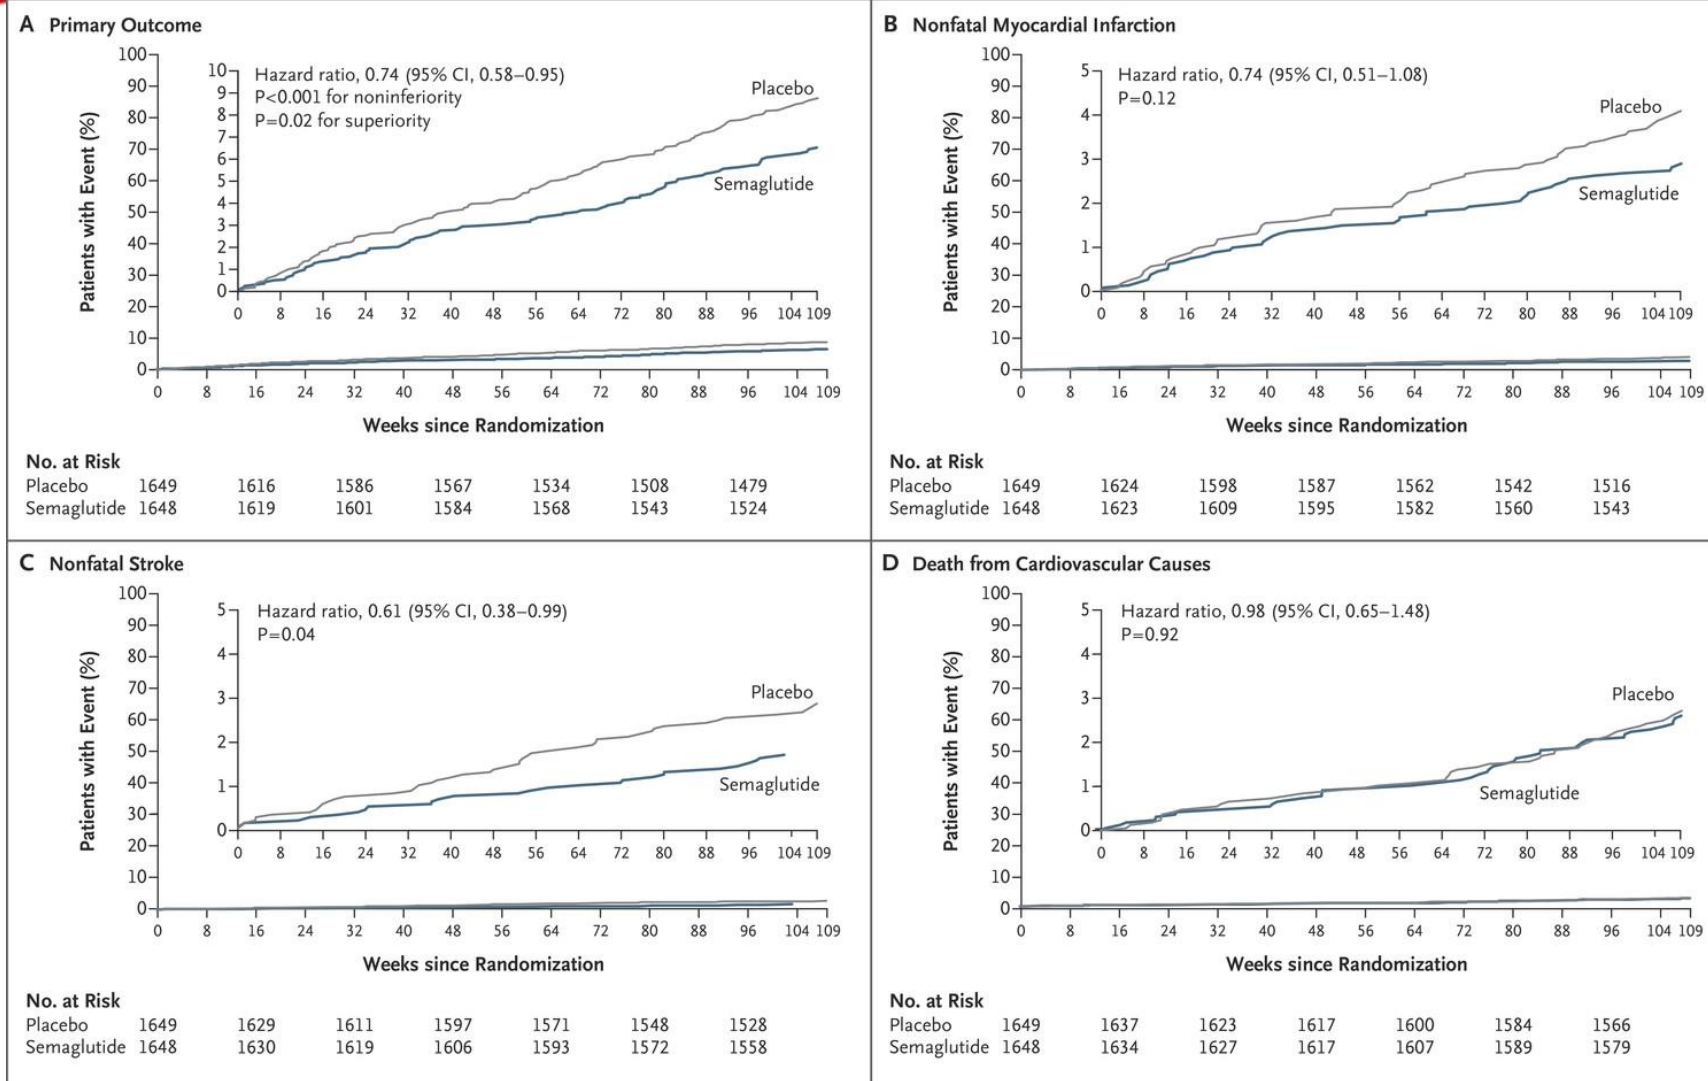 A Primary Outcome
Patients with Event (%)
100
90
80
70
60
50
40
30
20
10
0
10
9
8
7
6
5
4
3
2
1
0
Hazard ratio, 0.74 (95% CI, 0.58–0.95)
P<0.001 for noninferiority
P=0.02 for superiority
Placebo
Semaglutide
0 8 16 24 32 40 48 56 64 72 80 88 96 104 109
0 8 16 24 32 40 48 56 64 72 80 88 96 104 109
Weeks since Randomization
No. at Risk
Placebo 1649 1616 1586 1567 1534 1508 1479
Semaglutide 1648 1619 1601 1584 1568 1543 1524
B Nonfatal Myocardial Infarction
Patients with Event (%)
100
90
80
70
60
50
40
30
20
10
0
5
4
3
2
1
0
Hazard ratio, 0.74 (95% CI, 0.51–1.08)
P=0.12
Placebo
Semaglutide
0 8 16 24 32 40 48 56 64 72 80 88 96 104 109
0 8 16 24 32 40 48 56 64 72 80 88 96 104 109
Weeks since Randomization
No. at Risk
Placebo 1649 1624 1598 1587 1562 1542 1516
Semaglutide 1648 1623 1609 1595 1582 1560 1543
C Nonfatal Stroke
Patients with Event (%)
100
90
80
70
60
50
40
30
20
10
0
5
4
3
2
1
0
Hazard ratio, 0.61 (95% CI, 0.38–0.99)
P=0.04
Placebo
Semaglutide
0 8 16 24 32 40 48 56 64 72 80 88 96 104 109
0 8 16 24 32 40 48 56 64 72 80 88 96 104 109
Weeks since Randomization
No. at Risk
Placebo 1649 1629 1611 1597 1571 1548 1528
Semaglutide 1648 1630 1619 1606 1593 1572 1558
D Death from Cardiovascular Causes
Patients with Event (%)
100
90
80
70
60
50
40
30
20
10
0
5
4
3
2
1
0
Hazard ratio, 0.98 (95% CI, 0.65–1.48)
P=0.92
Placebo
Semaglutide
0 8 16 24 32 40 48 56 64 72 80 88 96 104 109
0 8 16 24 32 40 48 56 64 72 80 88 96 104 109
Weeks since Randomization
No. at Risk
Placebo 1649 1637 1623 1617 1600 1584 1566
Semaglutide 1648 1634 1627 1617 1607 1589 1579